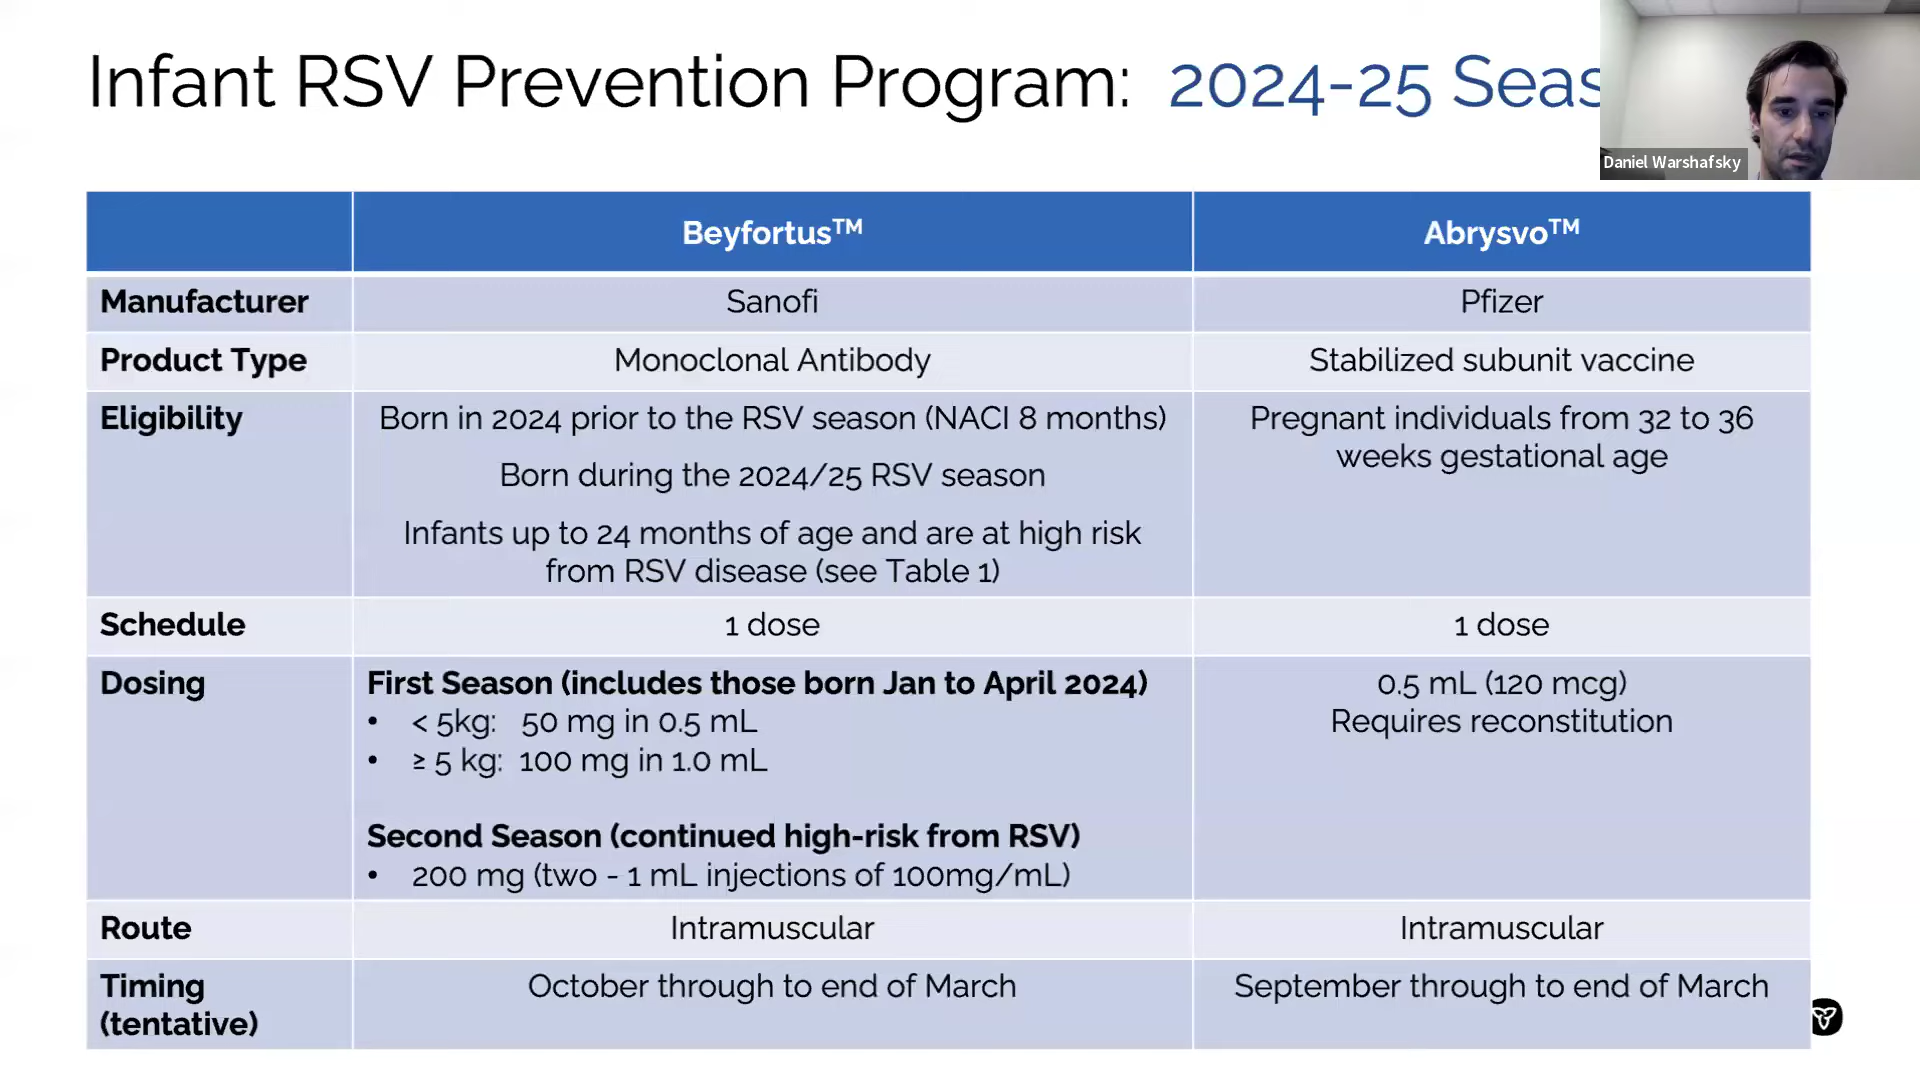 Infant RSV Prevention Program: 2024-25 Seas
Daniel Warshafsky
Beyfortus™ Abrysvo™
Manufacturer Sanofi Pfizer
Product Type Monoclonal Antibody Stabilized subunit vaccine
Eligibility Born in 2024 prior to the RSV season (NACI 8 months) Pregnant individuals from 32 to 36
weeks gestational age
Born during the 2024/25 RSV season
Infants up to 24 months of age and are at high risk
from RSV disease (see Table 1)
Schedule 1 dose 1 dose
Dosing First Season (includes those born Jan to April 2024) 0.5 mL (120 mcg)
• < 5kg: 50 mg in 0.5 mL Requires reconstitution
• ≥ 5 kg: 100 mg in 1.0 mL
Second Season (continued high-risk from RSV)
• 200 mg (two - 1 mL injections of 100mg/mL)
Route Intramuscular Intramuscular
Timing October through to end of March September through to end of March
(tentative)